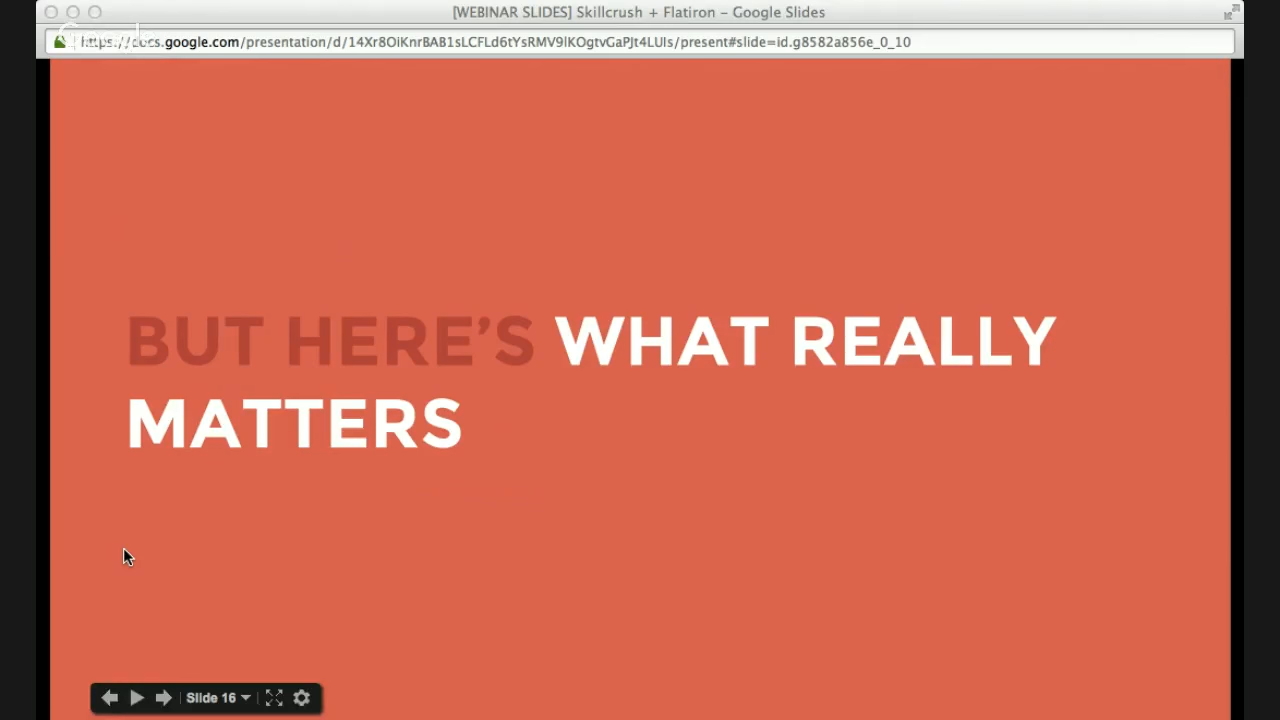 [WEBINAR SLIDES] Skillcrush + Flatiron – Google Slides
https://docs.google.com/presentation/d/14Xr8OiKnrBAB1sLCFLd6tYsRMV9lKOgtvGaPJt4LUIs/present#slide=id.g8582a856e_0_10
BUT HERE’S WHAT REALLY
MATTERS
Slide 16